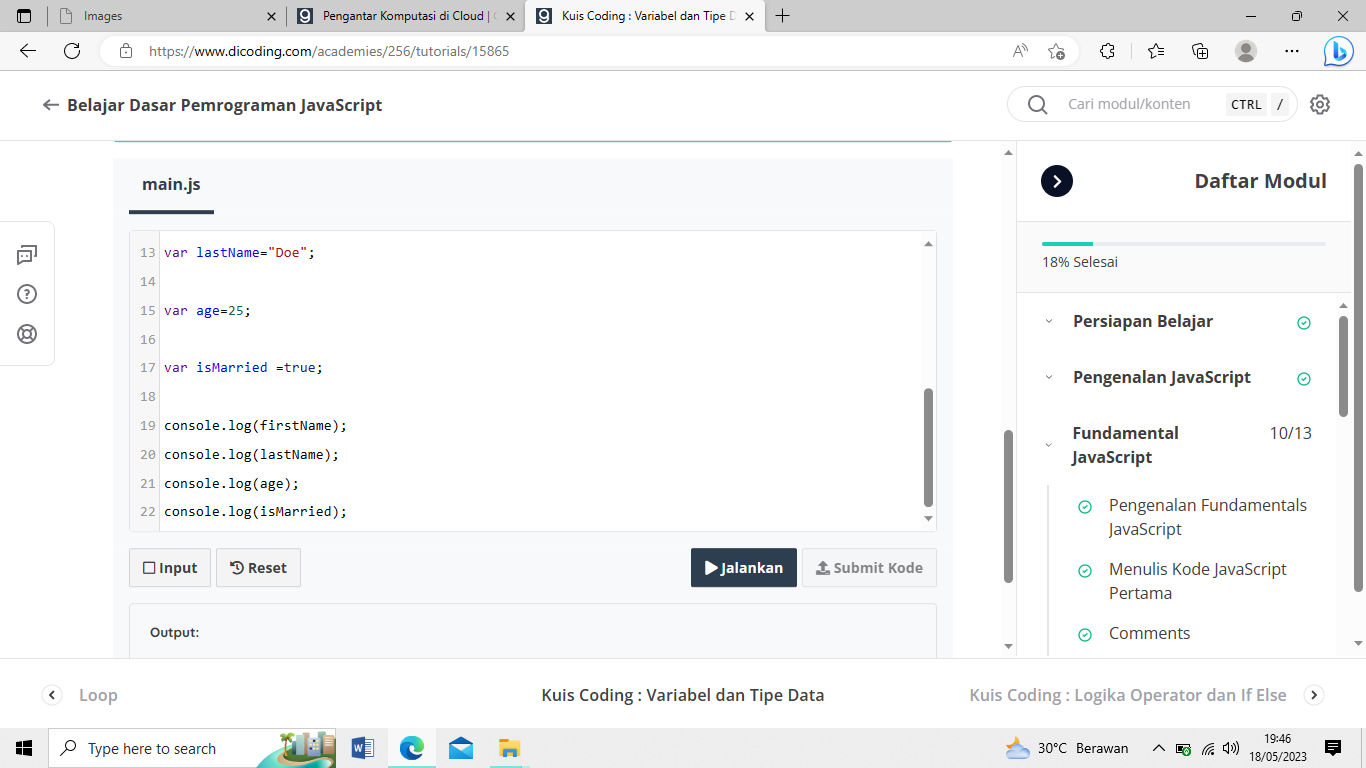 Images
Pengantar Komputasi di Cloud |
Kuis Coding : Variabel dan Tipe D
https://www.dicoding.com/academies/256/tutorials/15865
Belajar Dasar Pemrograman JavaScript
Cari modul/konten CTRL /
main.js
13 var lastName="Doe";
14
15 var age=25;
16
17 var isMarried =true;
18
19 console.log(firstName);
20 console.log(lastName);
21 console.log(age);
22 console.log(isMarried);
Input
Reset
Jalankan
Submit Kode
Output:
Daftar Modul
18% Selesai
Persiapan Belajar
Pengenalan JavaScript
Fundamental 10/13
JavaScript
Pengenalan Fundamentals
JavaScript
Menulis Kode JavaScript
Pertama
Comments
Loop
Kuis Coding : Variabel dan Tipe Data
Kuis Coding : Logika Operator dan If Else
Type here to search
30°C Berawan
19:46
18/05/2023